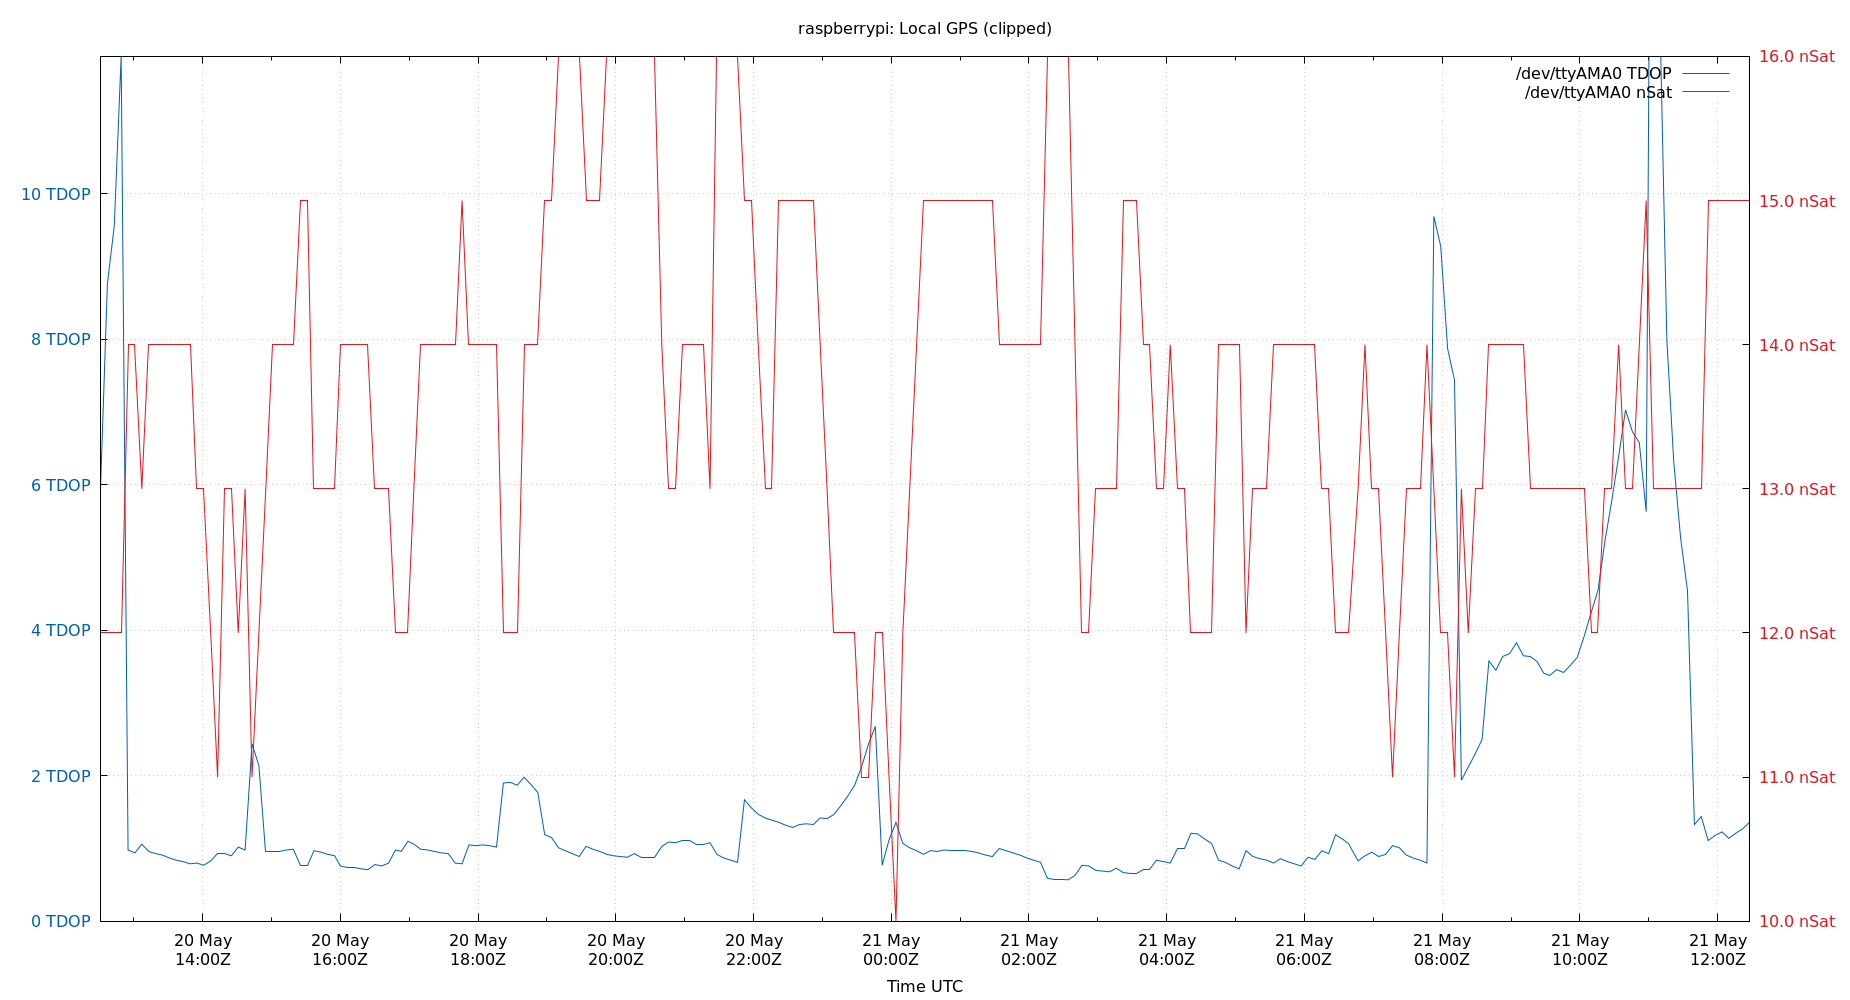 raspberrypi: Local GPS (clipped)
16.0 nSat
/dev/ttyAMA0 TDOP
/dev/ttyAMA0 nSat
10 TDOP
15.0 nSat
8 TDOP
14.0 nSat
6 TDOP
13.0 nSat
4 TDOP
12.0 nSat
2 TDOP
11.0 nSat
0 TDOP
10.0 nSat
20 May 20 May 20 May 20 May 20 May 21 May 21 May 21 May 21 May 21 May 21 May 21 May
14:00Z 16:00Z 18:00Z 20:00Z 22:00Z 00:00Z 02:00Z 04:00Z 06:00Z 08:00Z 10:00Z 12:00Z
Time UTC